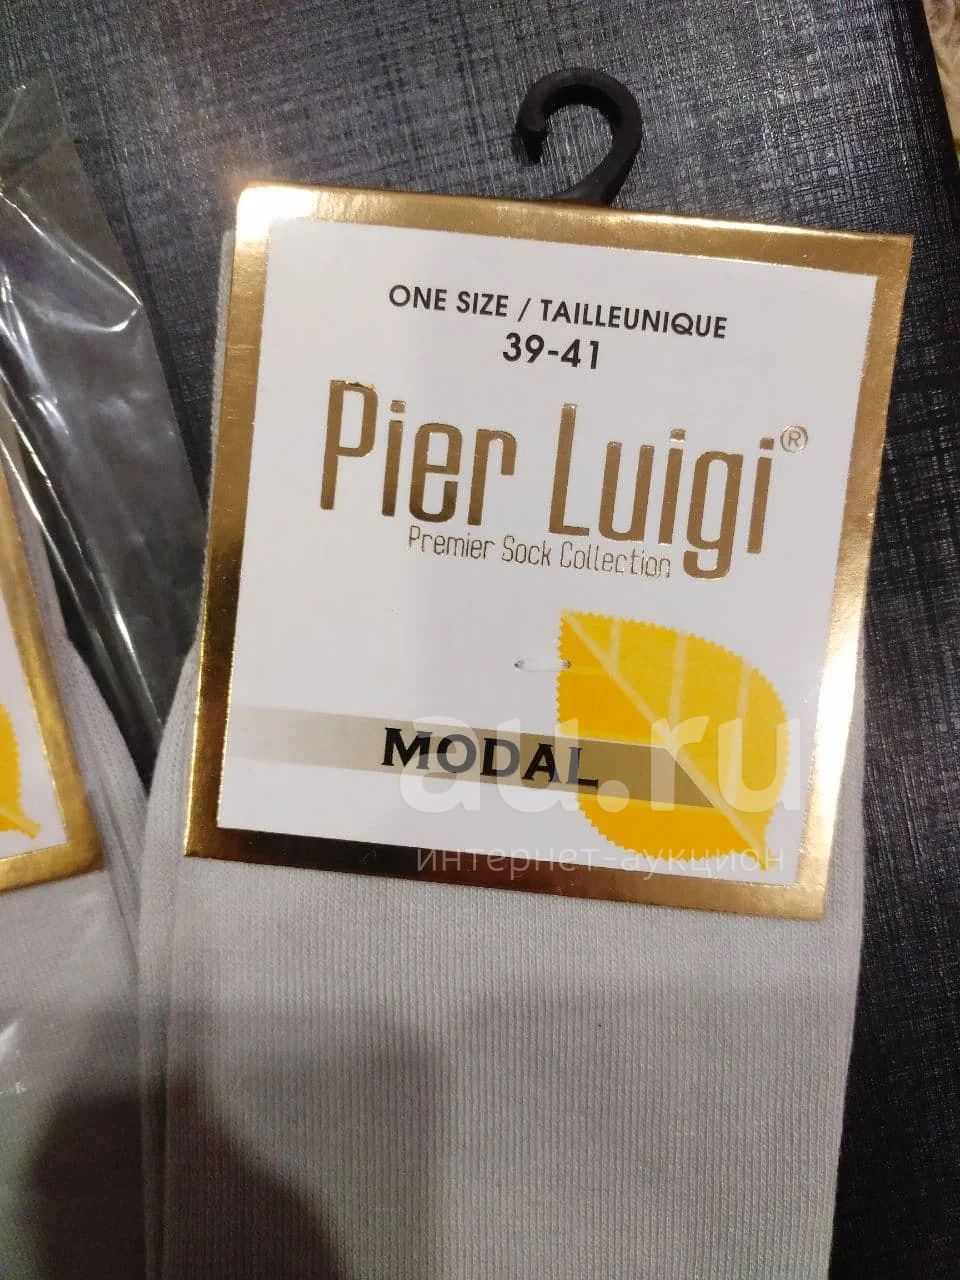 ONE SIZE / TAILLEUNIQUE
39-41
Pier Luigi®
Premier Sock Collection
MODAL
au.ru
интернет-аукцион